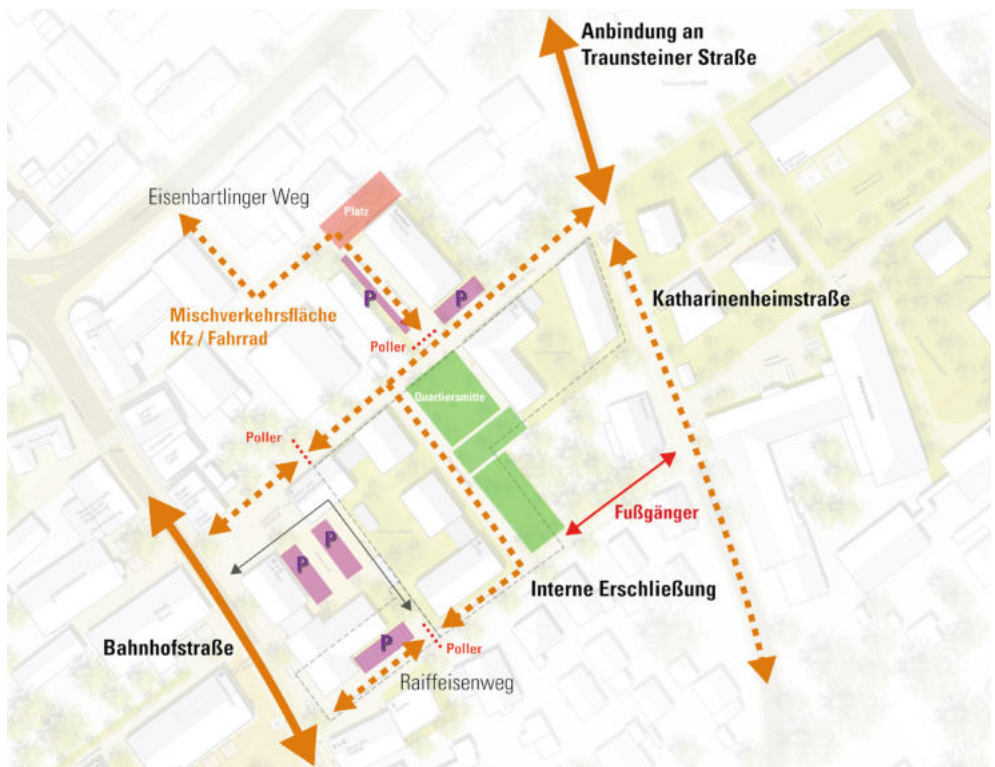 Anbindung an
Traunsteiner Straße
Eisenbartlinger Weg
Platz
Katharinenheimstraße
P
P
Mischverkehrsfläche
Kfz / Fahrrad
Poller
Quartiersmitte
Poller
Fußgänger
P
P
Interne Erschließung
Bahnhofstraße
P
Poller
Raiffeisenweg